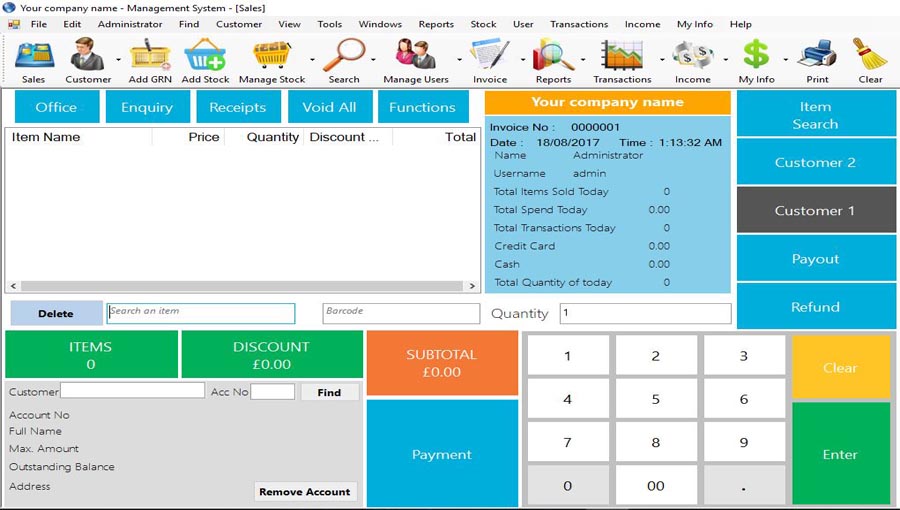 Your company name - Management System - [Sales]
File Edit Administrator Find Customer View Tools Windows Reports Stock User Transactions Income My Info Help
Sales Customer Add GRN Add Stock Manage Stock Search Manage Users Invoice Reports Transactions Income My Info Print Clear
Office Enquiry Receipts Void All Functions
Item Name Price Quantity Discount ... Total
Your company name
Invoice No : 0000001
Date : 18/08/2017 Time : 1:13:32 AM
Name Administrator
Username admin
Total Items Sold Today 0
Total Spend Today 0.00
Total Transactions Today 0
Credit Card 0.00
Cash 0.00
Total Quantity of today 0
Item
Search
Customer 2
Customer 1
Payout
Refund
Delete Search an item Barcode Quantity 1
ITEMS
0
DISCOUNT
£0.00
SUBTOTAL
£0.00
Customer Acc No Find
Account No
Full Name
Max. Amount
Outstanding Balance
Address
Remove Account
Payment
1 2 3
4 5 6
7 8 9
0 00 .
Clear
Enter